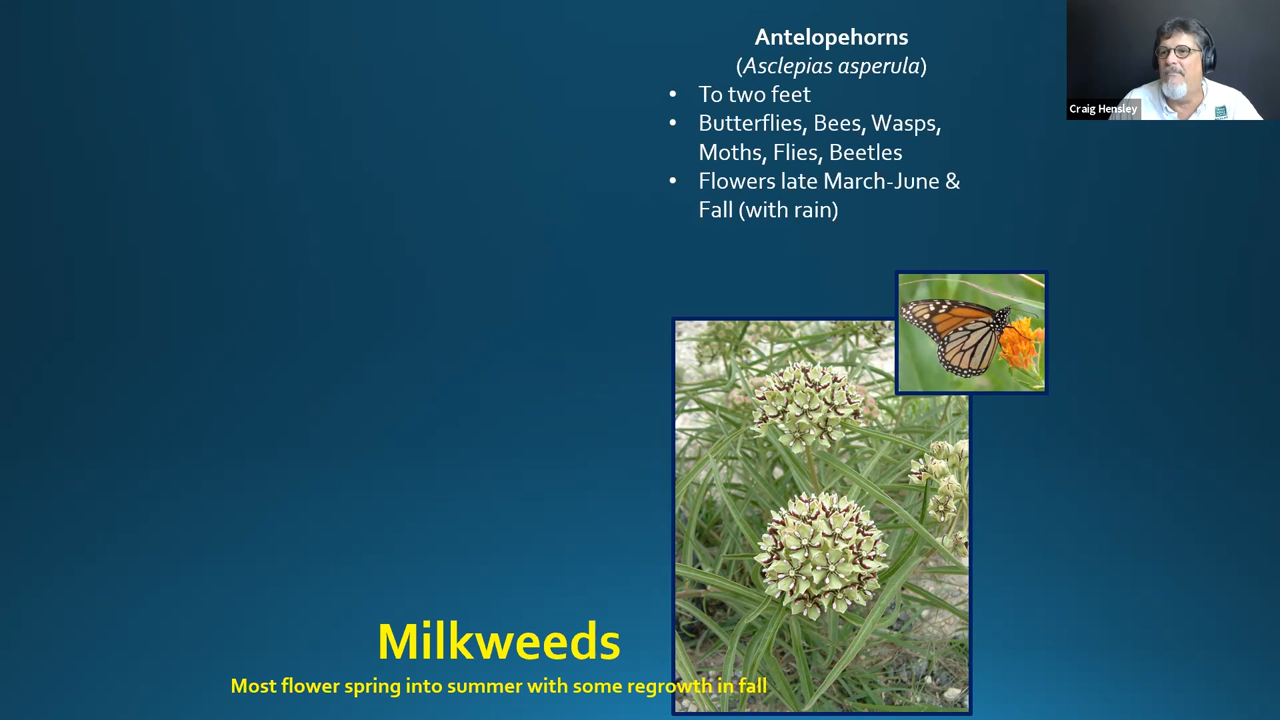 Antelopehorns
(Asclepias asperula)
• To two feet
• Butterflies, Bees, Wasps,
Moths, Flies, Beetles
• Flowers late March-June &
Fall (with rain)
Craig Hensley
Milkweeds
Most flower spring into summer with some regrowth in fall